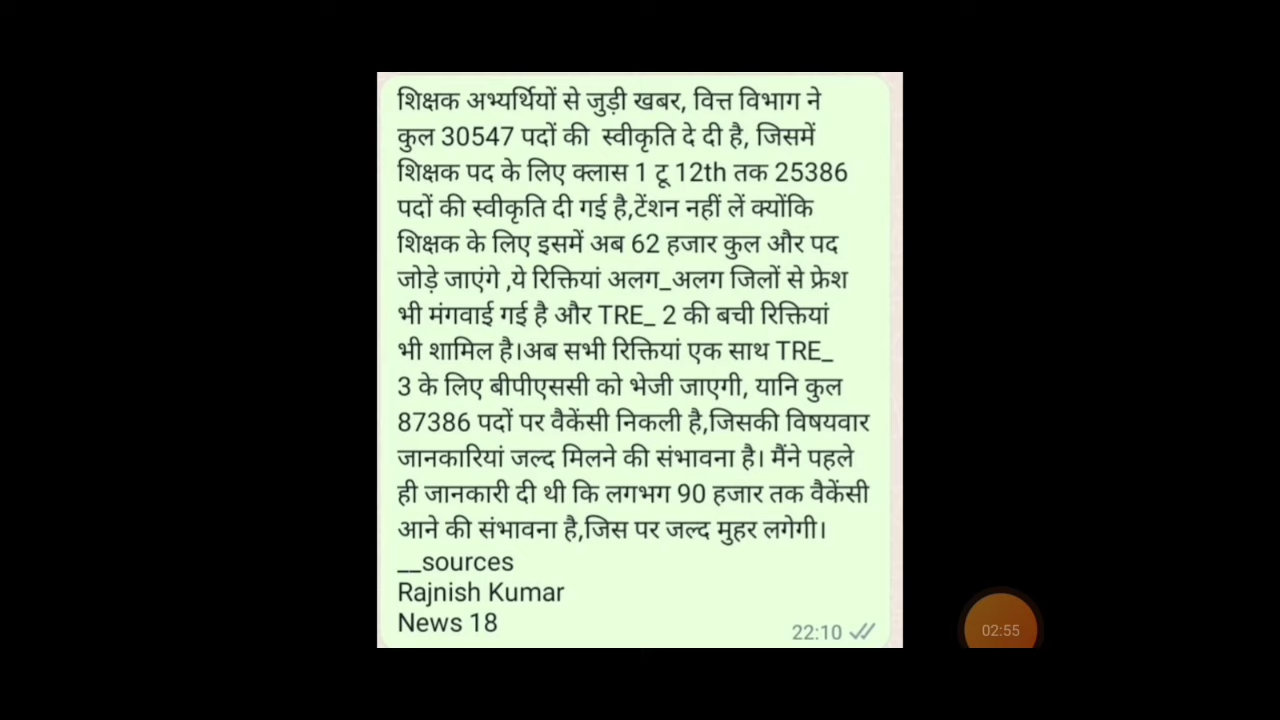 शिक्षक अभ्यर्थियों से जुड़ी खबर, वित्त विभाग ने
कुल 30547 पदों की स्वीकृति दे दी है, जिसमें
शिक्षक पद के लिए क्लास 1 टू 12th तक 25386
पदों की स्वीकृति दी गई है,टेंशन नहीं लें क्योंकि
शिक्षक के लिए इसमें अब 62 हजार कुल और पद
जोड़े जाएंगे ,ये रिक्तियां अलग_अलग जिलों से फ्रेश
भी मंगवाई गई है और TRE_ 2 की बची रिक्तियां
भी शामिल है।अब सभी रिक्तियां एक साथ TRE_
3 के लिए बीपीएससी को भेजी जाएगी, यानि कुल
87386 पदों पर वैकेंसी निकली है,जिसकी विषयवार
जानकारियां जल्द मिलने की संभावना है। मैंने पहले
ही जानकारी दी थी कि लगभग 90 हजार तक वैकेंसी
आने की संभावना है,जिस पर जल्द मुहर लगेगी।
__sources
Rajnish Kumar
News 18
22:10
02:55